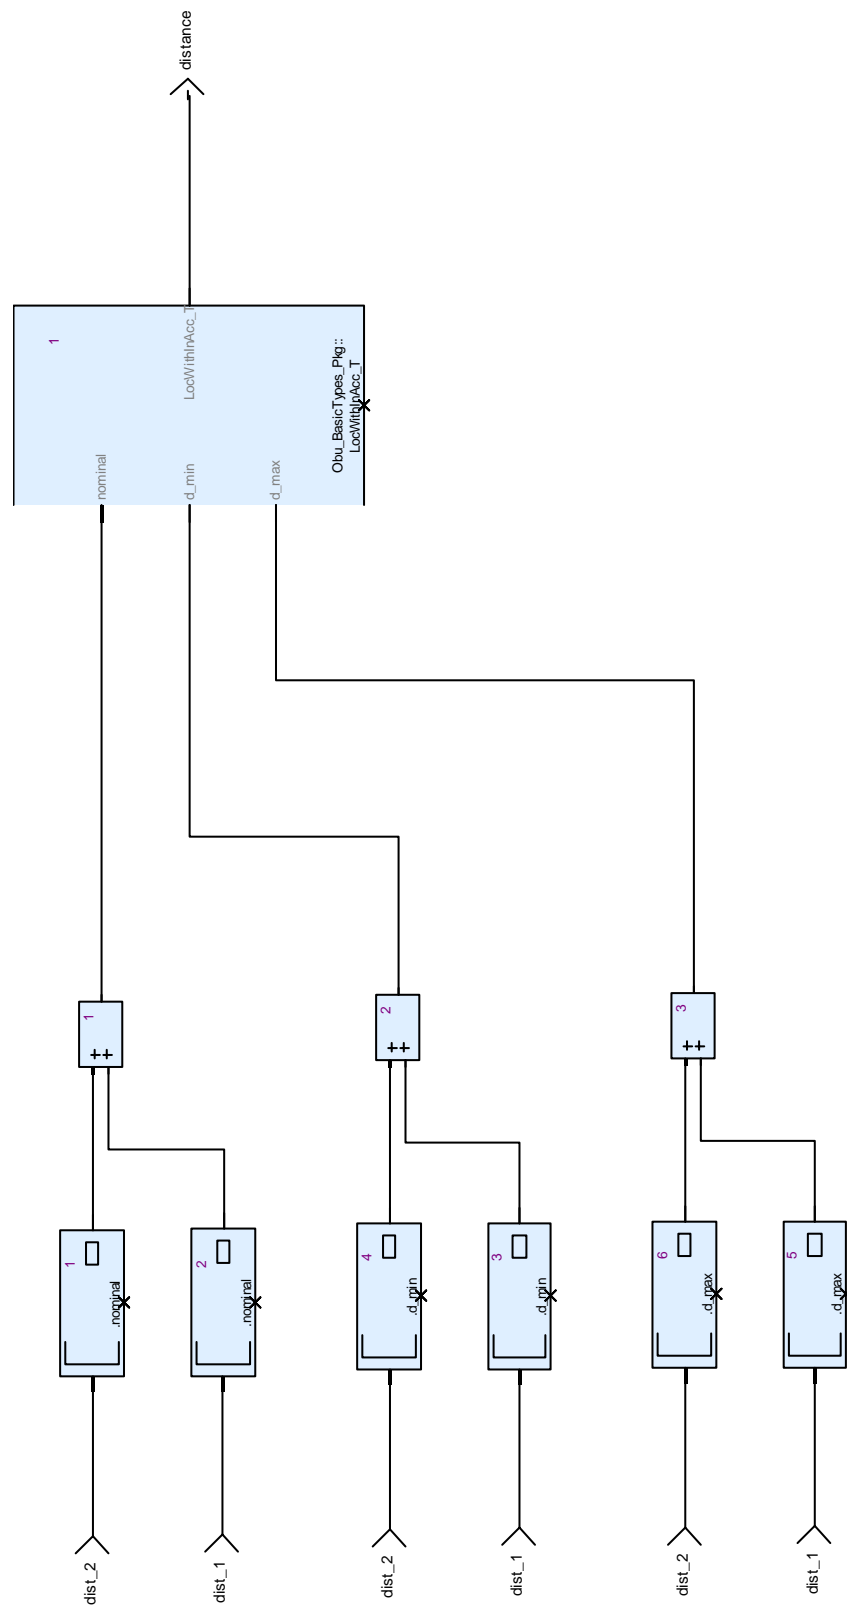 dist_2
1
.nominal
dist_1
2
.nominal
1
++
dist_2
4
.d_min
dist_1
3
.d_min
2
++
dist_2
6
.d_max
dist_1
5
.d_max
3
++
1
nominal
d_min
d_max
LocWithInAcc_T
Obu_BasicTypes_Pkg::
LocWithInAcc_T
distance